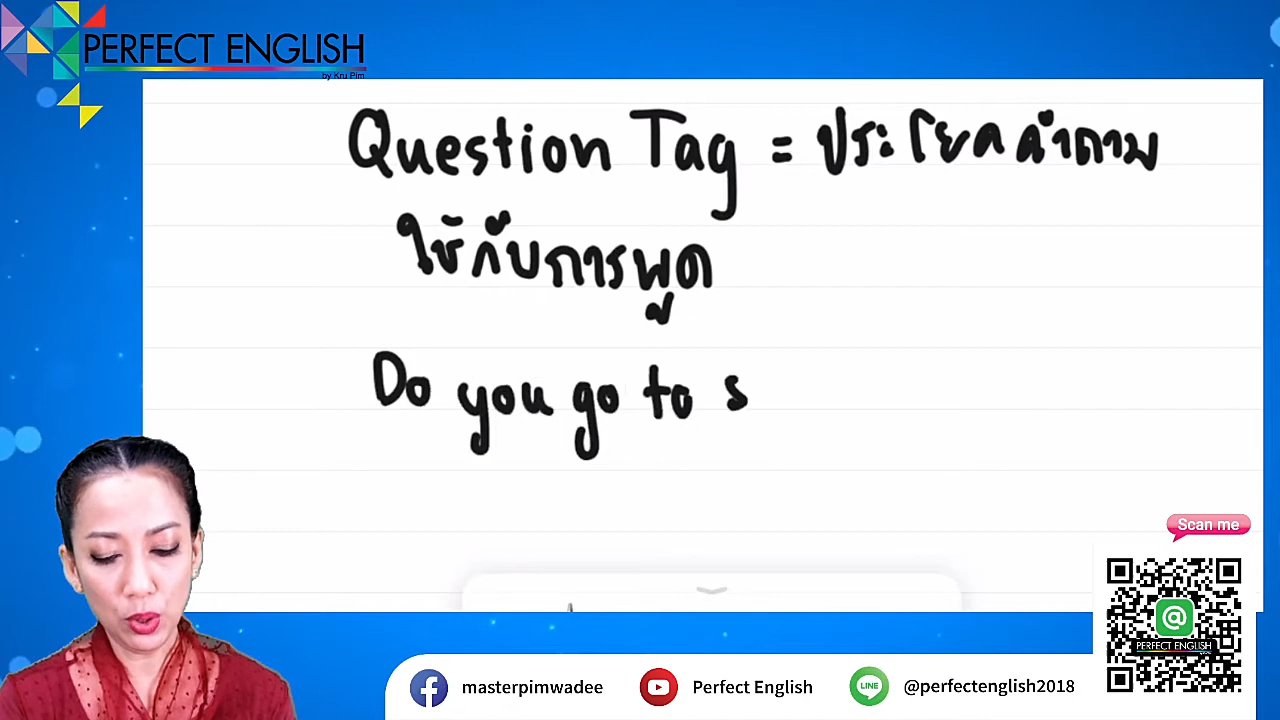 PERFECT ENGLISH
by Kru Pim
Question Tag = ประโยคคำถาม
ใช้กับการพูด
Do you go to s
Scan me
PERFECT ENGLISH
masterpimwadee
Perfect English
LINE
@perfectenglish2018